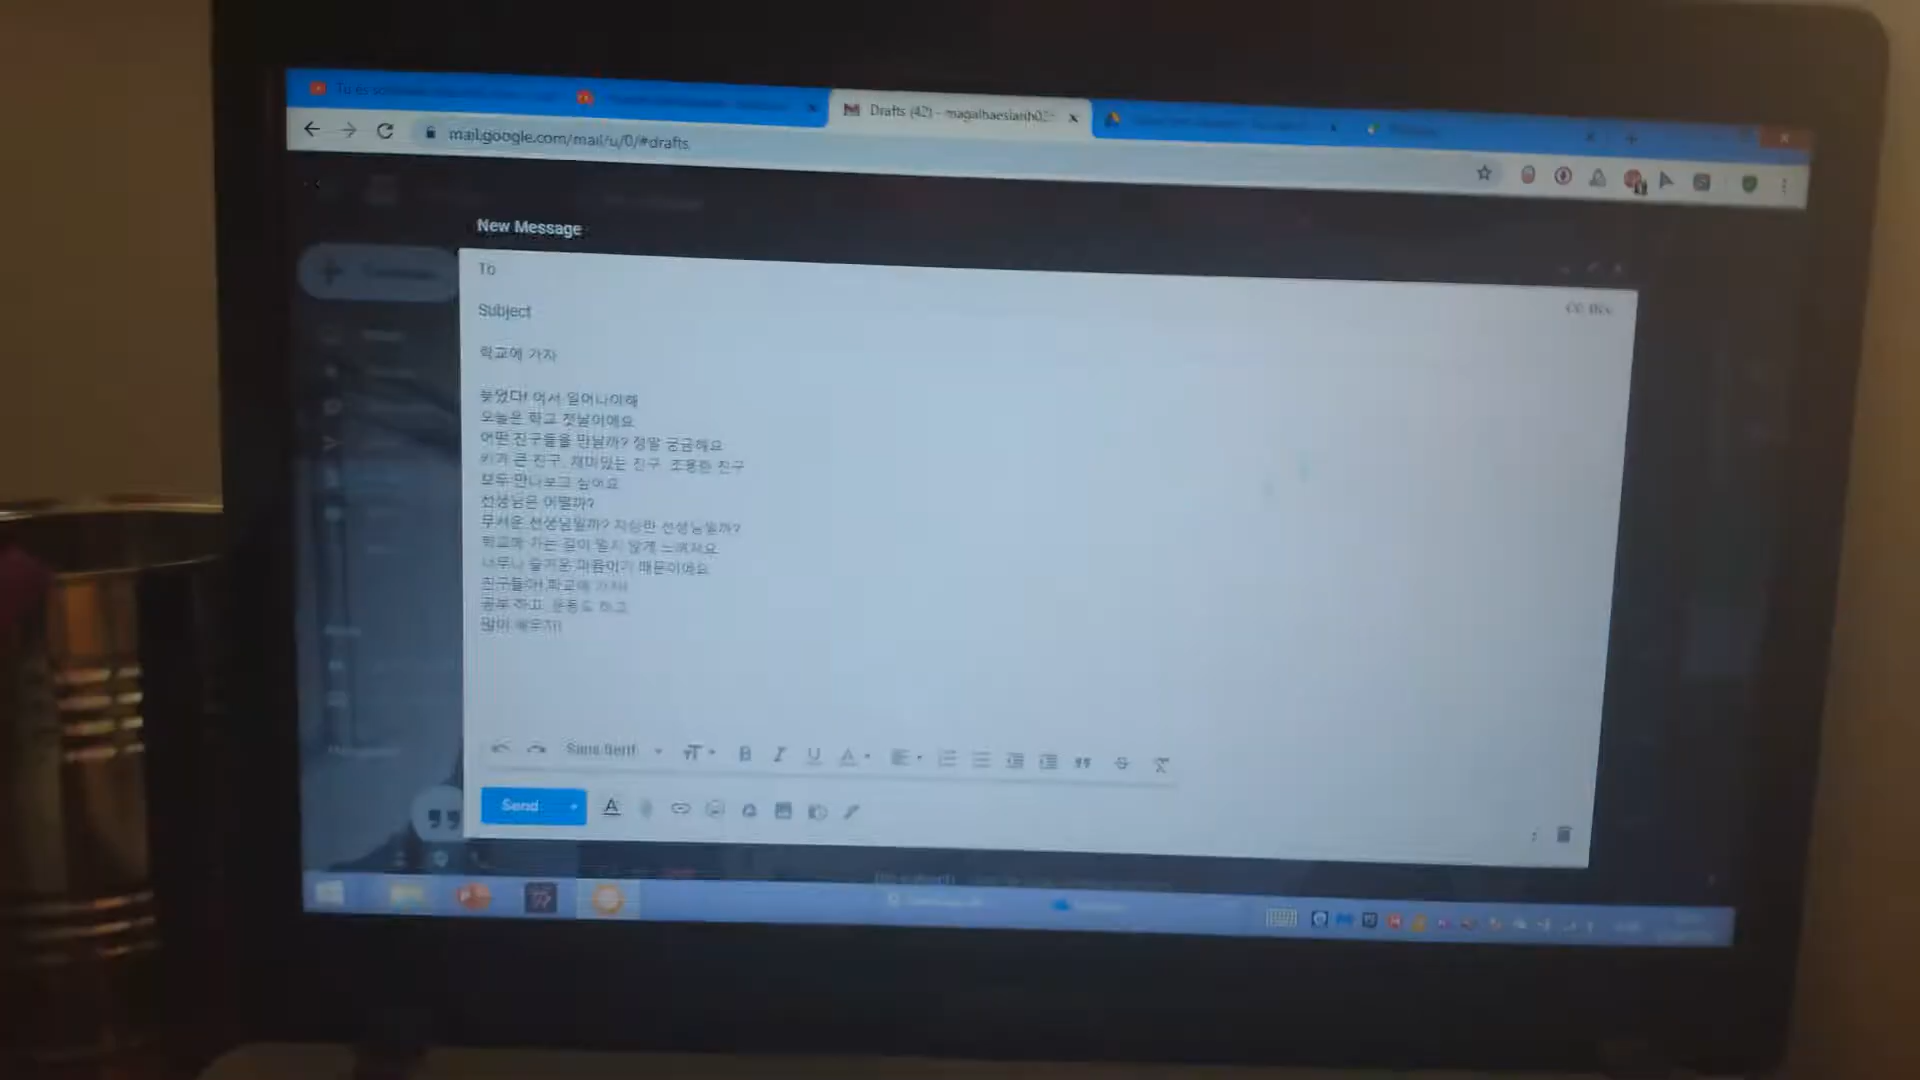 Drafts (42) - magalhaesianh02
mail.google.com/mail/u/0/#drafts
New Message
To
Subject
학교에 가자
늦었다! 어서 일어나야해
오늘은 학교 첫날이에요
어떤 친구들을 만날까? 정말 궁금해요
키가 큰 친구, 재미있는 친구, 조용한 친구
모두 만나보고 싶어요
선생님은 어떨까?
무서운 선생님일까? 자상한 선생님일까?
학교에 가는 길이 멀지 않게 느껴져요
너무나 즐거운 마음이기 때문이에요
친구들아! 학교에 가자!
공부 하고, 운동도 하고
많이 배우자!
Sans Serif
Send